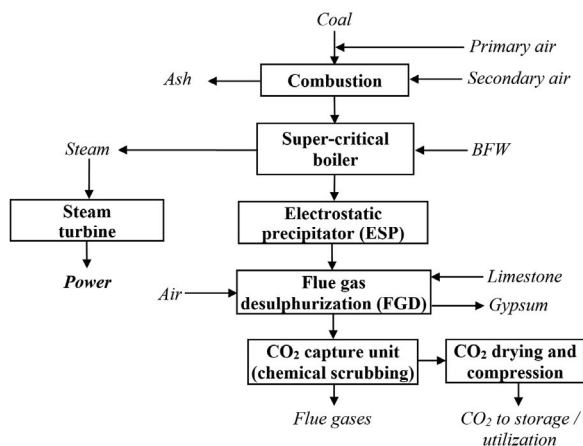 Coal
Primary air
Ash
Combustion
Secondary air
Steam
Super-critical
boiler
BFW
Steam
turbine
Electrostatic
precipitator (ESP)
Power
Air
Flue gas
desulphurization (FGD)
Limestone
Gypsum
CO₂ capture unit
(chemical scrubbing)
CO₂ drying and
compression
Flue gases
CO₂ to storage /
utilization